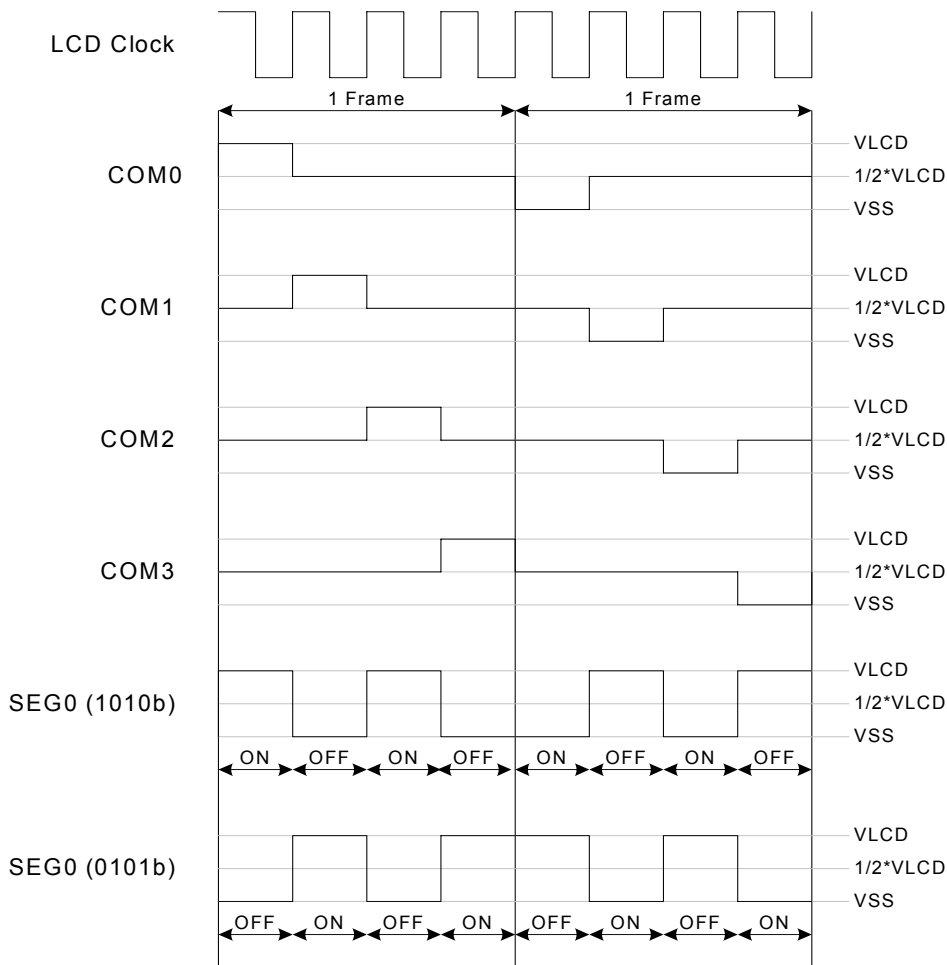 LCD Clock
1 Frame 1 Frame
VLCD
COM0 1/2*VLCD
VSS
VLCD
COM1 1/2*VLCD
VSS
VLCD
COM2 1/2*VLCD
VSS
VLCD
COM3 1/2*VLCD
VSS
VLCD
SEG0 (1010b) 1/2*VLCD
VSS
ON OFF ON OFF ON OFF ON OFF
VLCD
SEG0 (0101b) 1/2*VLCD
VSS
OFF ON OFF ON OFF ON OFF ON